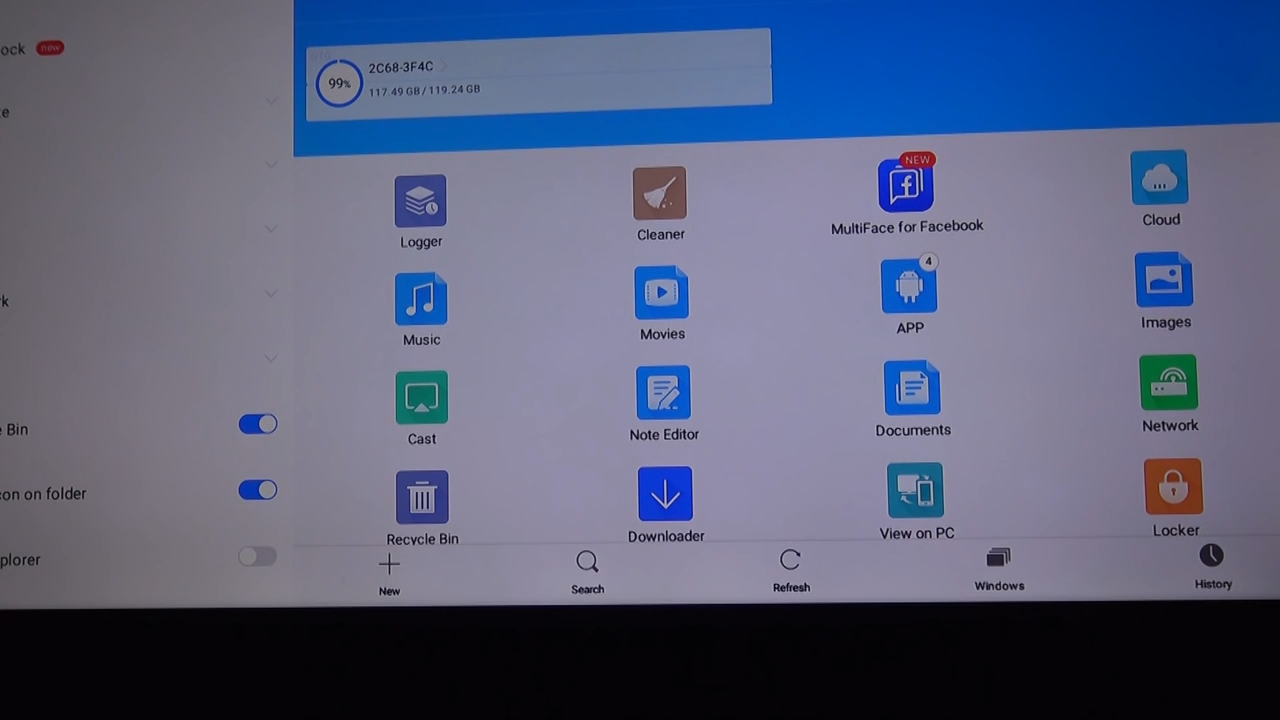 ock new
e
k
e Bin
con on folder
plorer
2C68-3F4C
99%
117.49 GB / 119.24 GB
NEW
Logger
Cleaner
MultiFace for Facebook
Cloud
4
Music
Movies
APP
Images
Cast
Note Editor
Documents
Network
Recycle Bin
Downloader
View on PC
Locker
New
Search
Refresh
Windows
History